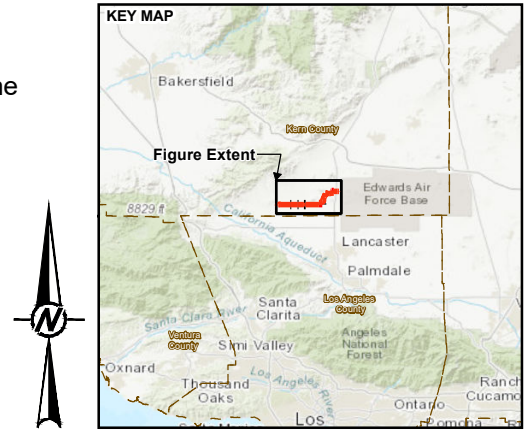 KEY MAP
ne
Bakersfield
Kern County
Figure Extent
Edwards Air
Force Base
8829 ft
California Aqueduct
Lancaster
Palmdale
Santa
Clarita
Los Angeles
County
Santa Clara River
Ventura
County
Simi Valley
Angeles
National
Forest
Oxnard
Thousand
Oaks
Los Angeles River
Ranch
Cucamo
Ontario
Los
Pomona
N